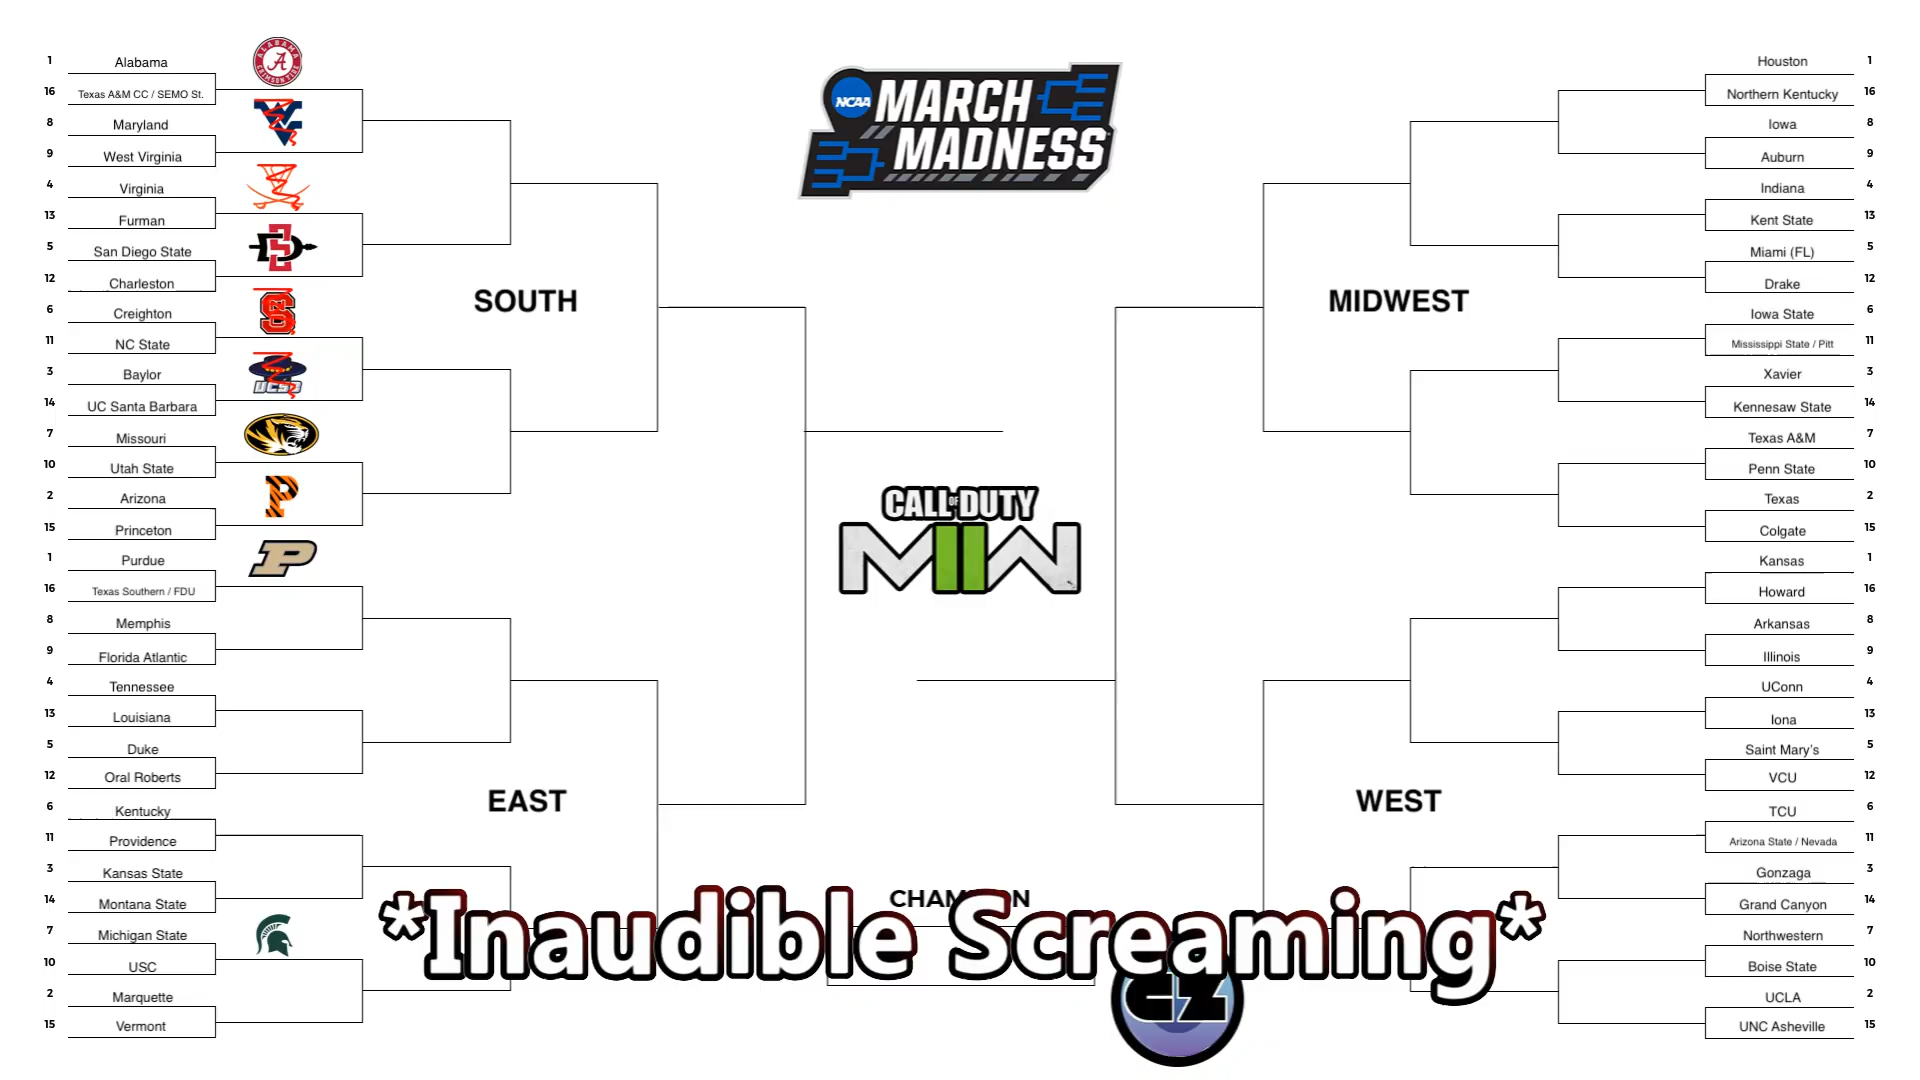 1 Alabama
16 Texas A&M CC / SEMO St.
8 Maryland
9 West Virginia
4 Virginia
13 Furman
5 San Diego State
12 Charleston
6 Creighton
11 NC State
3 Baylor
14 UC Santa Barbara
7 Missouri
10 Utah State
2 Arizona
15 Princeton
1 Purdue
16 Texas Southern / FDU
8 Memphis
9 Florida Atlantic
4 Tennessee
13 Louisiana
5 Duke
12 Oral Roberts
6 Kentucky
11 Providence
3 Kansas State
14 Montana State
7 Michigan State
10 USC
2 Marquette
15 Vermont
ALABAMA
A
CRIMSON TIDE
UCSB
P
P
SOUTH
EAST
NCAA
MARCH
MADNESS
CALL OF DUTY
MIIW
*Inaudible Screaming*
MIDWEST
WEST
Houston 1
Northern Kentucky 16
Iowa 8
Auburn 9
Indiana 4
Kent State 13
Miami (FL) 5
Drake 12
Iowa State 6
Mississippi State / Pitt 11
Xavier 3
Kennesaw State 14
Texas A&M 7
Penn State 10
Texas 2
Colgate 15
Kansas 1
Howard 16
Arkansas 8
Illinois 9
UConn 4
Iona 13
Saint Mary's 5
VCU 12
TCU 6
Arizona State / Nevada 11
Gonzaga 3
Grand Canyon 14
Northwestern 7
Boise State 10
UCLA 2
UNC Asheville 15